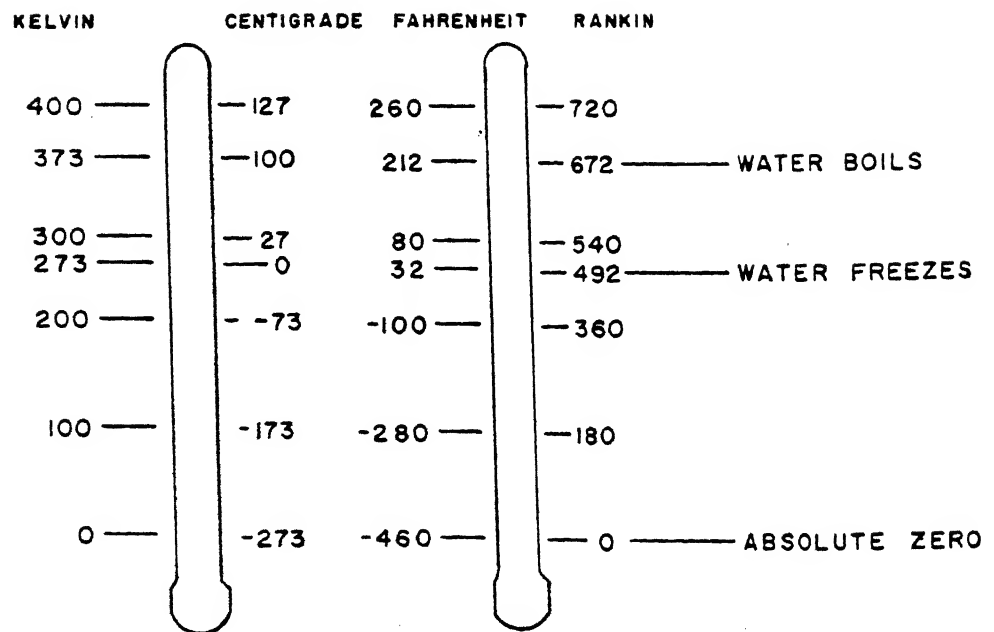 KELVIN CENTIGRADE FAHRENHEIT RANKIN
400 127 260 720
373 100 212 672 WATER BOILS
300 27 80 540
273 0 32 492 WATER FREEZES
200 -73 -100 360
100 -173 -280 180
0 -273 -460 0 ABSOLUTE ZERO